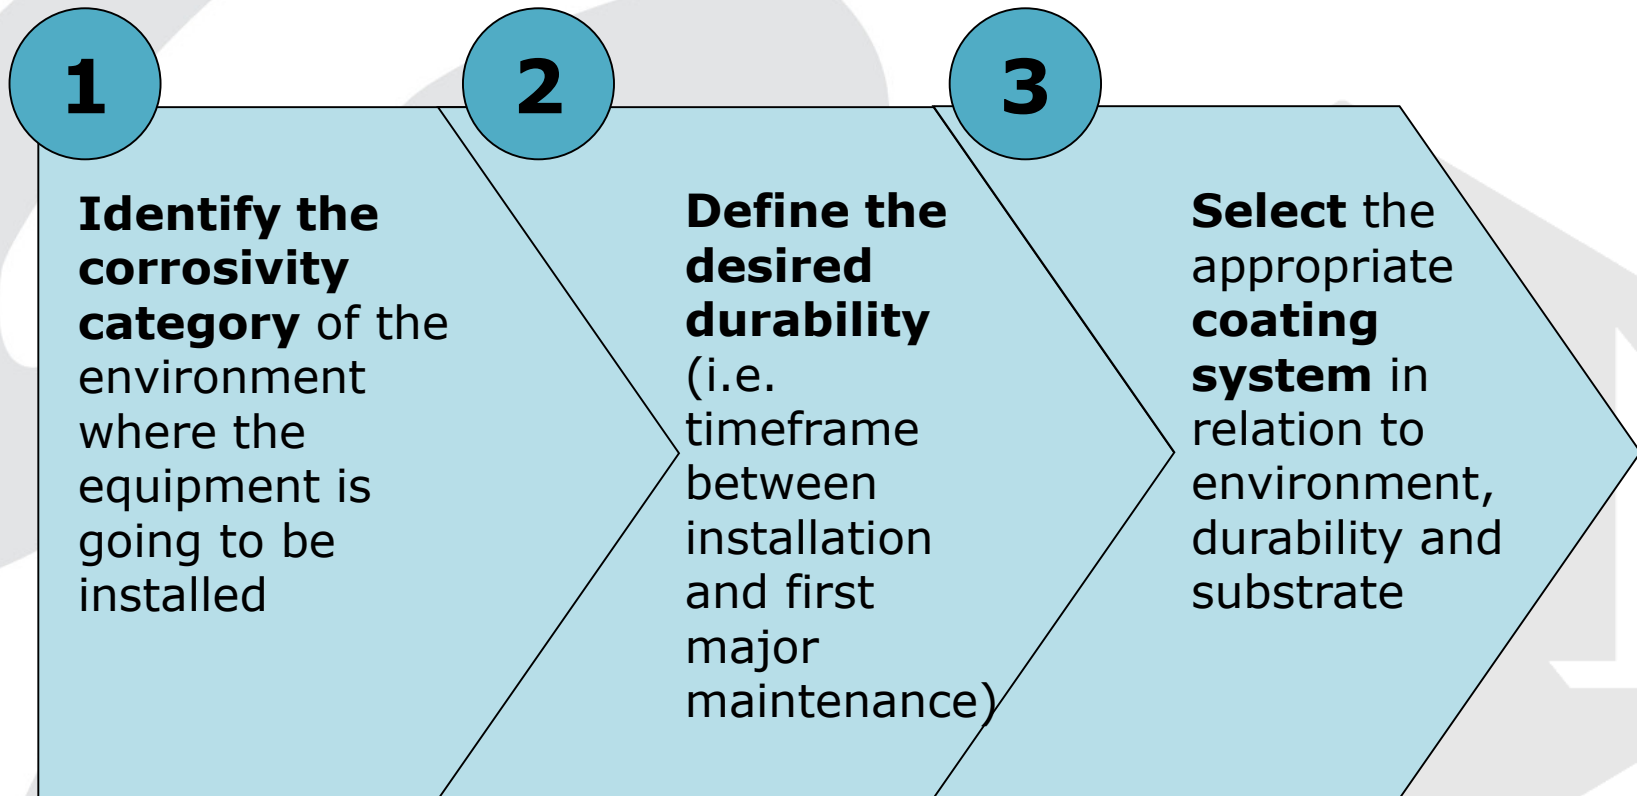 1
Identify the
corrosivity
category of the
environment
where the
equipment is
going to be
installed
2
Define the
desired
durability
(i.e.
timeframe
between
installation
and first
major
maintenance)
3
Select the
appropriate
coating
system in
relation to
environment,
durability and
substrate